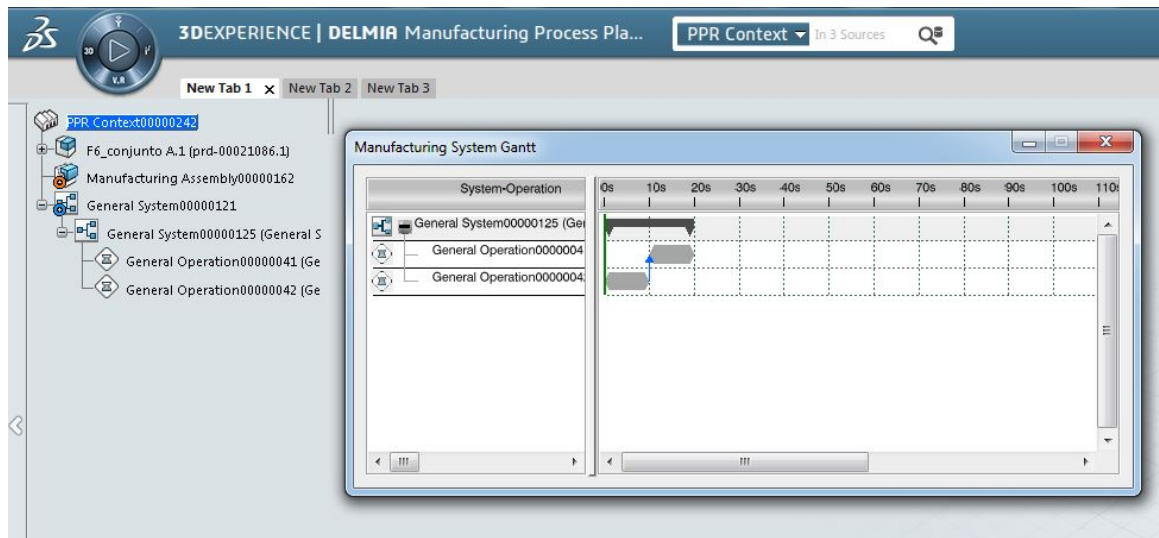 3DEXPERIENCE | DELMIA Manufacturing Process Pla... PPR Context In 3 Sources
3D V.R
New Tab 1 x New Tab 2 New Tab 3
PPR Context00000242
F6_conjunto A.1 (prd-00021086.1)
Manufacturing Assembly00000162
General System00000121
General System00000125 (General S
General Operation00000041 (Ge
General Operation00000042 (Ge
Manufacturing System Gantt
System-Operation 0s 10s 20s 30s 40s 50s 60s 70s 80s 90s 100s 110
General System00000125 (Ger
General Operation0000004
General Operation0000004